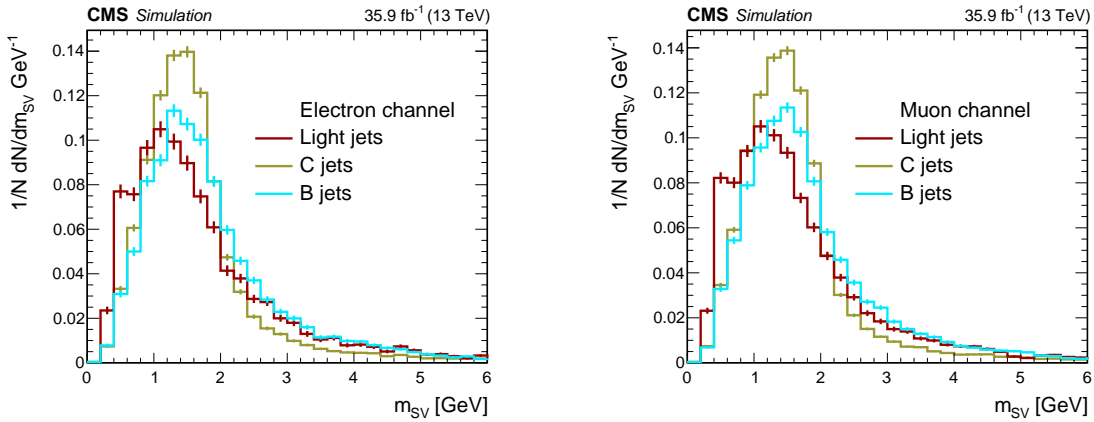 CMS Simulation 35.9 fb⁻¹ (13 TeV)
1/N dN/dm_SV GeV⁻¹
0.14
0.12
0.1
0.08
0.06
0.04
0.02
0
Electron channel
Light jets
C jets
B jets
0 1 2 3 4 5 6
m_SV [GeV]
CMS Simulation 35.9 fb⁻¹ (13 TeV)
1/N dN/dm_SV GeV⁻¹
0.14
0.12
0.1
0.08
0.06
0.04
0.02
0
Muon channel
Light jets
C jets
B jets
0 1 2 3 4 5 6
m_SV [GeV]